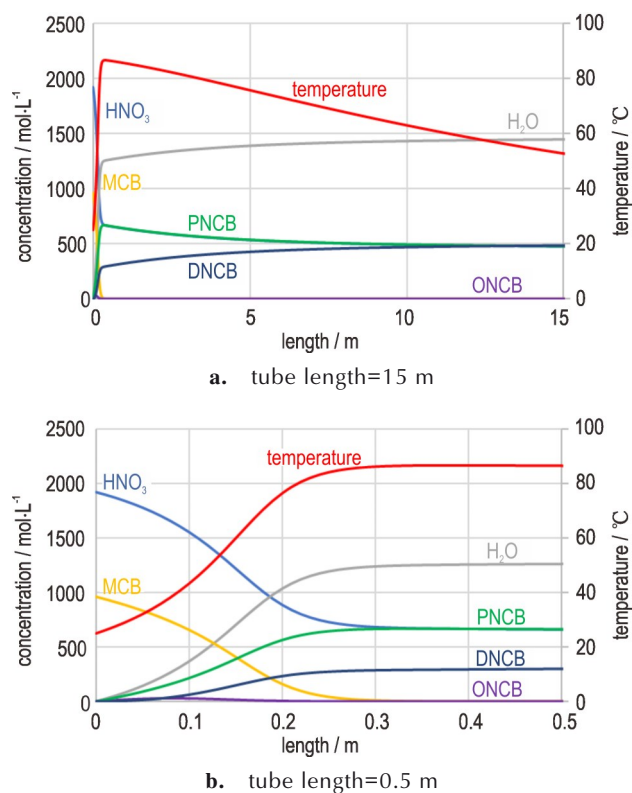 2500
2000
1500
1000
500
0
concentration / mol·L⁻¹
100
80
60
40
20
0
temperature / °C
temperature
HNO₃
H₂O
MCB
PNCB
DNCB
ONCB
0 5 10 15
length / m
a. tube length=15 m
2500
2000
1500
1000
500
0
concentration / mol·L⁻¹
100
80
60
40
20
0
temperature / °C
temperature
HNO₃
H₂O
MCB
PNCB
DNCB
ONCB
0 0.1 0.2 0.3 0.4 0.5
length / m
b. tube length=0.5 m